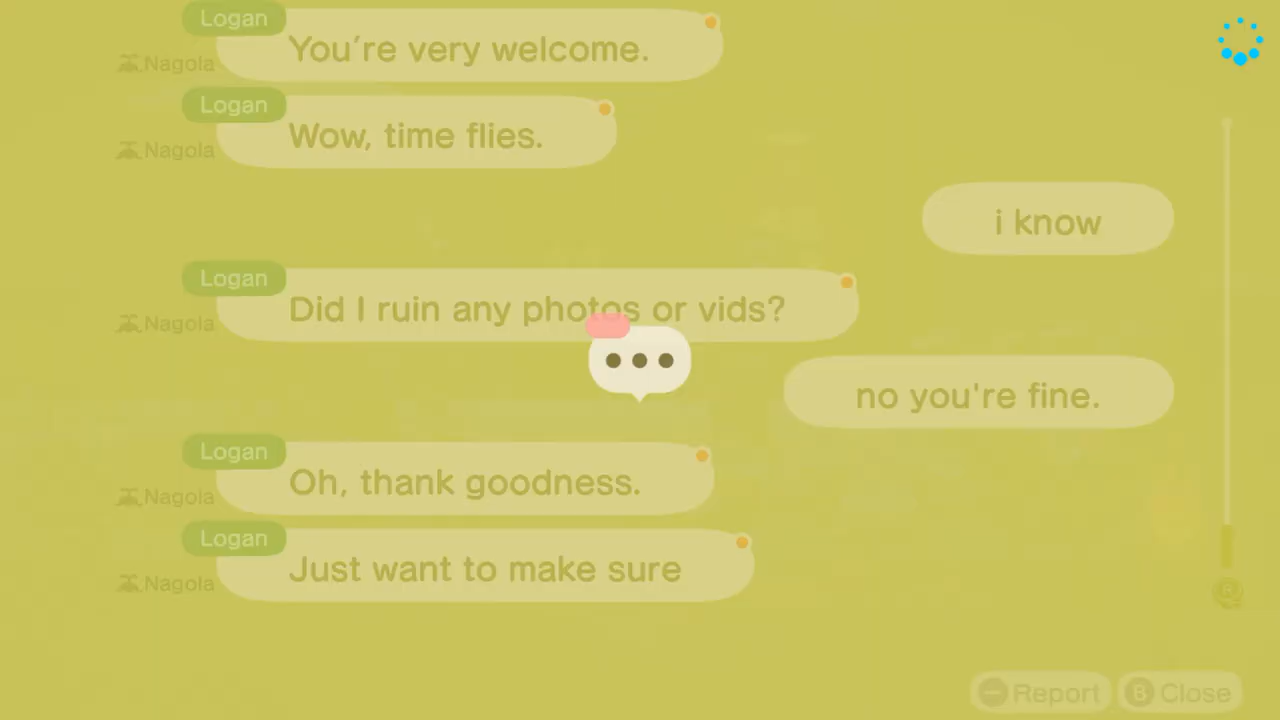 Logan
You're very welcome.
Nagola
Logan
Wow, time flies.
Nagola
i know
Logan
Did I ruin any photos or vids?
Nagola
no you're fine.
Logan
Oh, thank goodness.
Nagola
Logan
Just want to make sure
Nagola
R
Report
B Close